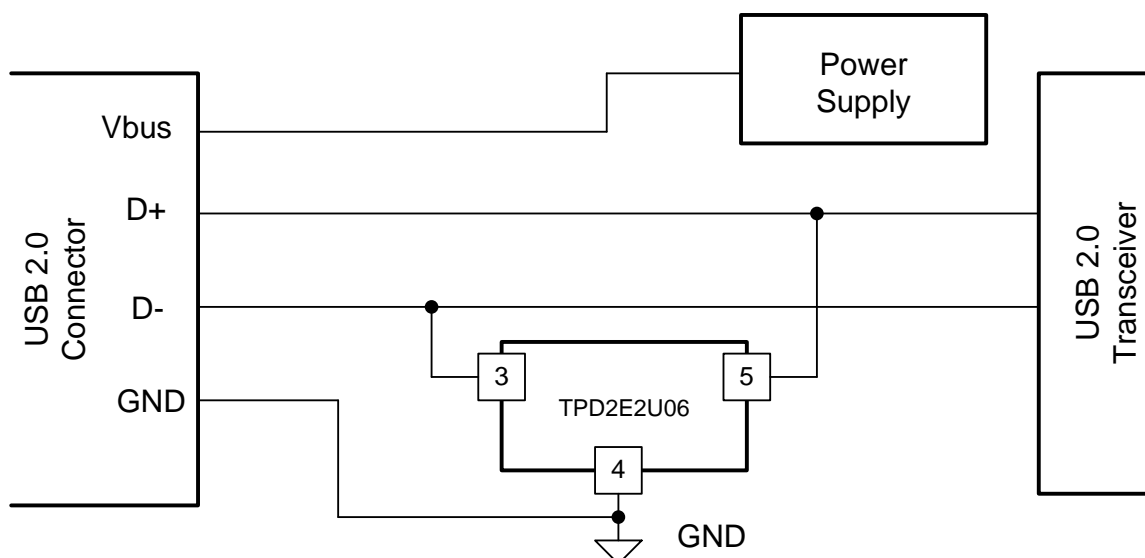 Power
Supply
Vbus
D+
D-
GND
USB 2.0
Connector
USB 2.0
Transceiver
3
5
TPD2E2U06
4
GND